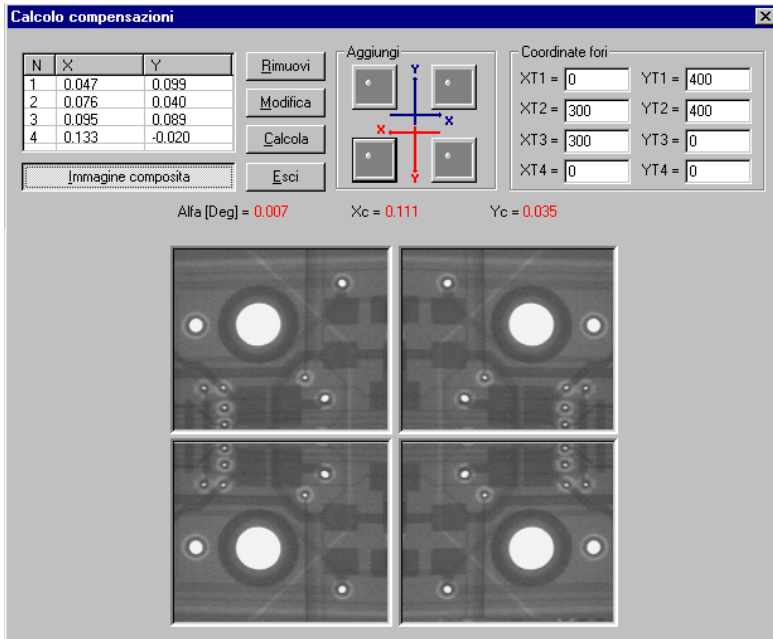 Calcolo compensazioni
N X Y
1 0.047 0.099
2 0.076 0.040
3 0.095 0.089
4 0.133 -0.020
Immagine composita
Rimuovi
Modifica
Calcola
Esci
Aggiungi
Y
X
X
Y
Coordinate fori
XT1 = 0 YT1 = 400
XT2 = 300 YT2 = 400
XT3 = 300 YT3 = 0
XT4 = 0 YT4 = 0
Alfa [Deg] = 0.007 Xc = 0.111 Yc = 0.035